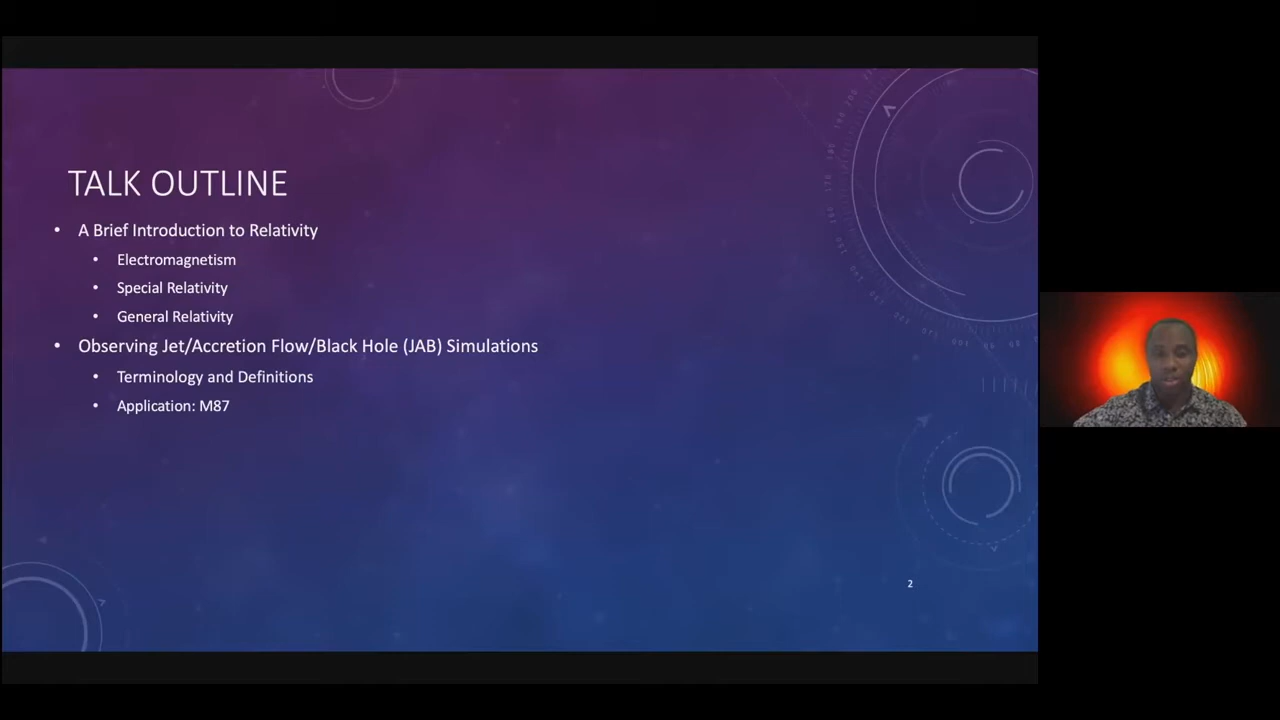 TALK OUTLINE
• A Brief Introduction to Relativity
• Electromagnetism
• Special Relativity
• General Relativity
• Observing Jet/Accretion Flow/Black Hole (JAB) Simulations
• Terminology and Definitions
• Application: M87
2